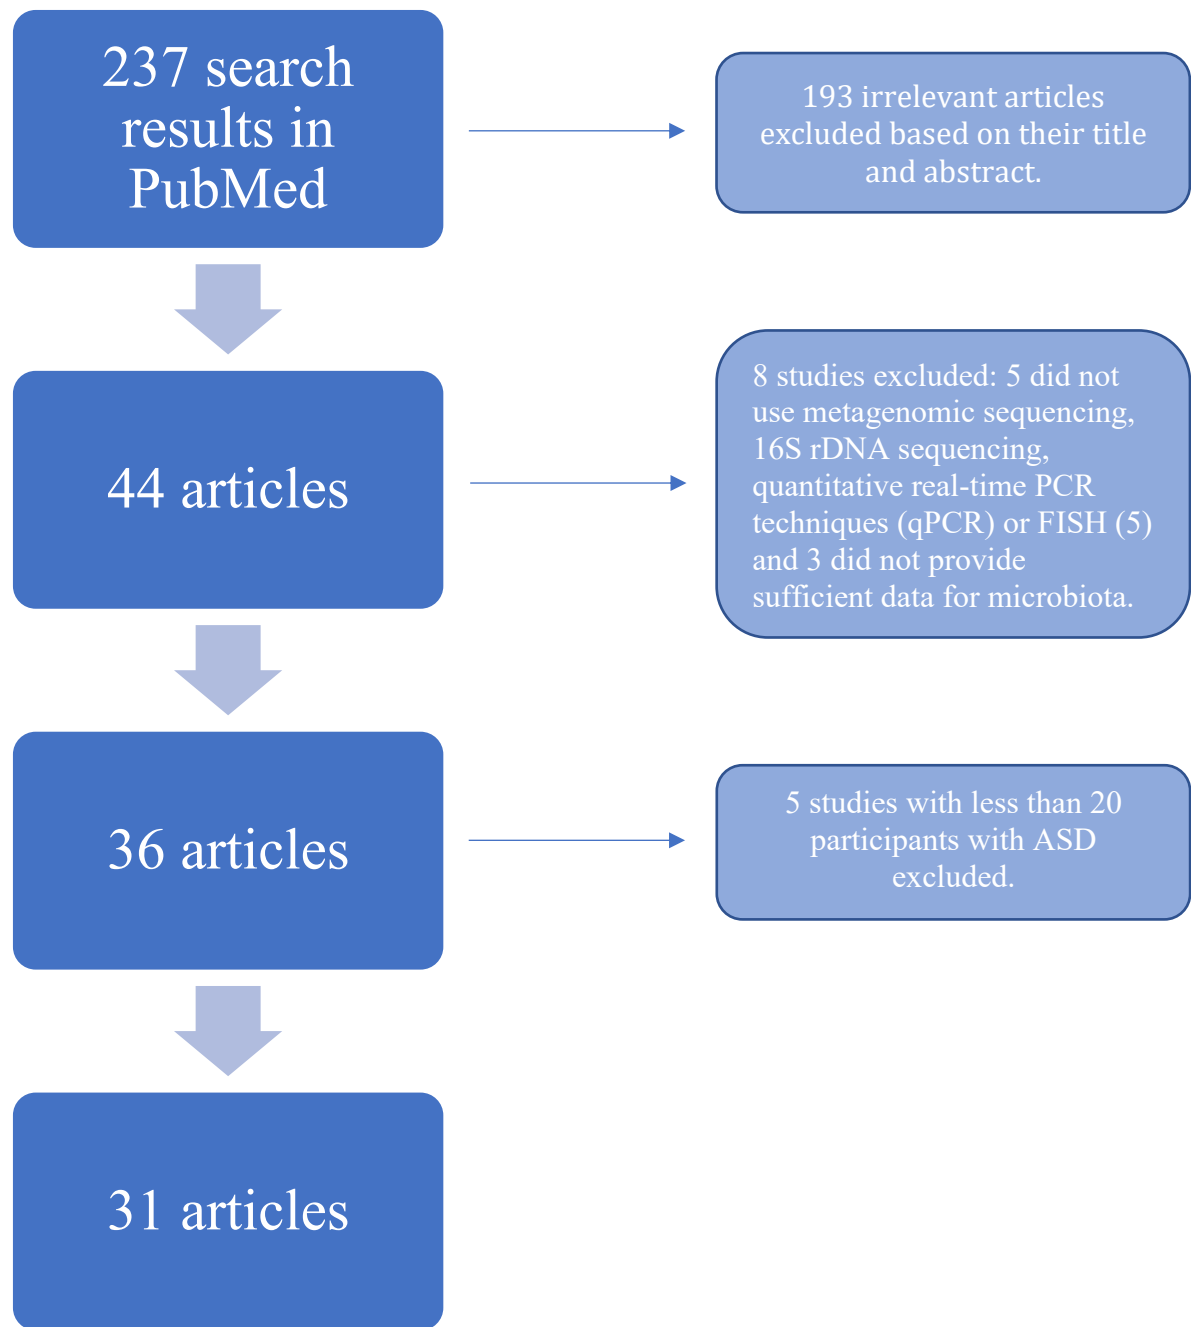 237 search
results in
PubMed
193 irrelevant articles
excluded based on their title
and abstract.
44 articles
8 studies excluded: 5 did not
use metagenomic sequencing,
16S rDNA sequencing,
quantitative real-time PCR
techniques (qPCR) or FISH (5)
and 3 did not provide
sufficient data for microbiota.
36 articles
5 studies with less than 20
participants with ASD
excluded.
31 articles